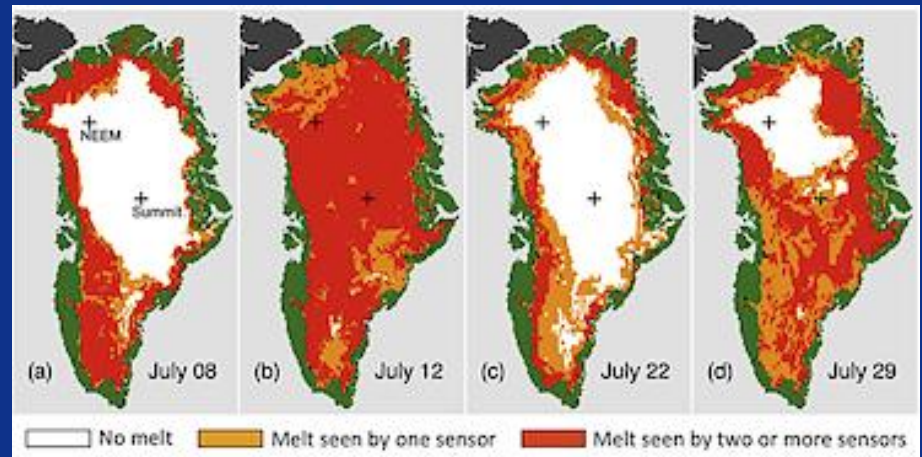 NEEM
Summit
(a) July 08
(b) July 12
(c) July 22
(d) July 29
No melt
Melt seen by one sensor
Melt seen by two or more sensors